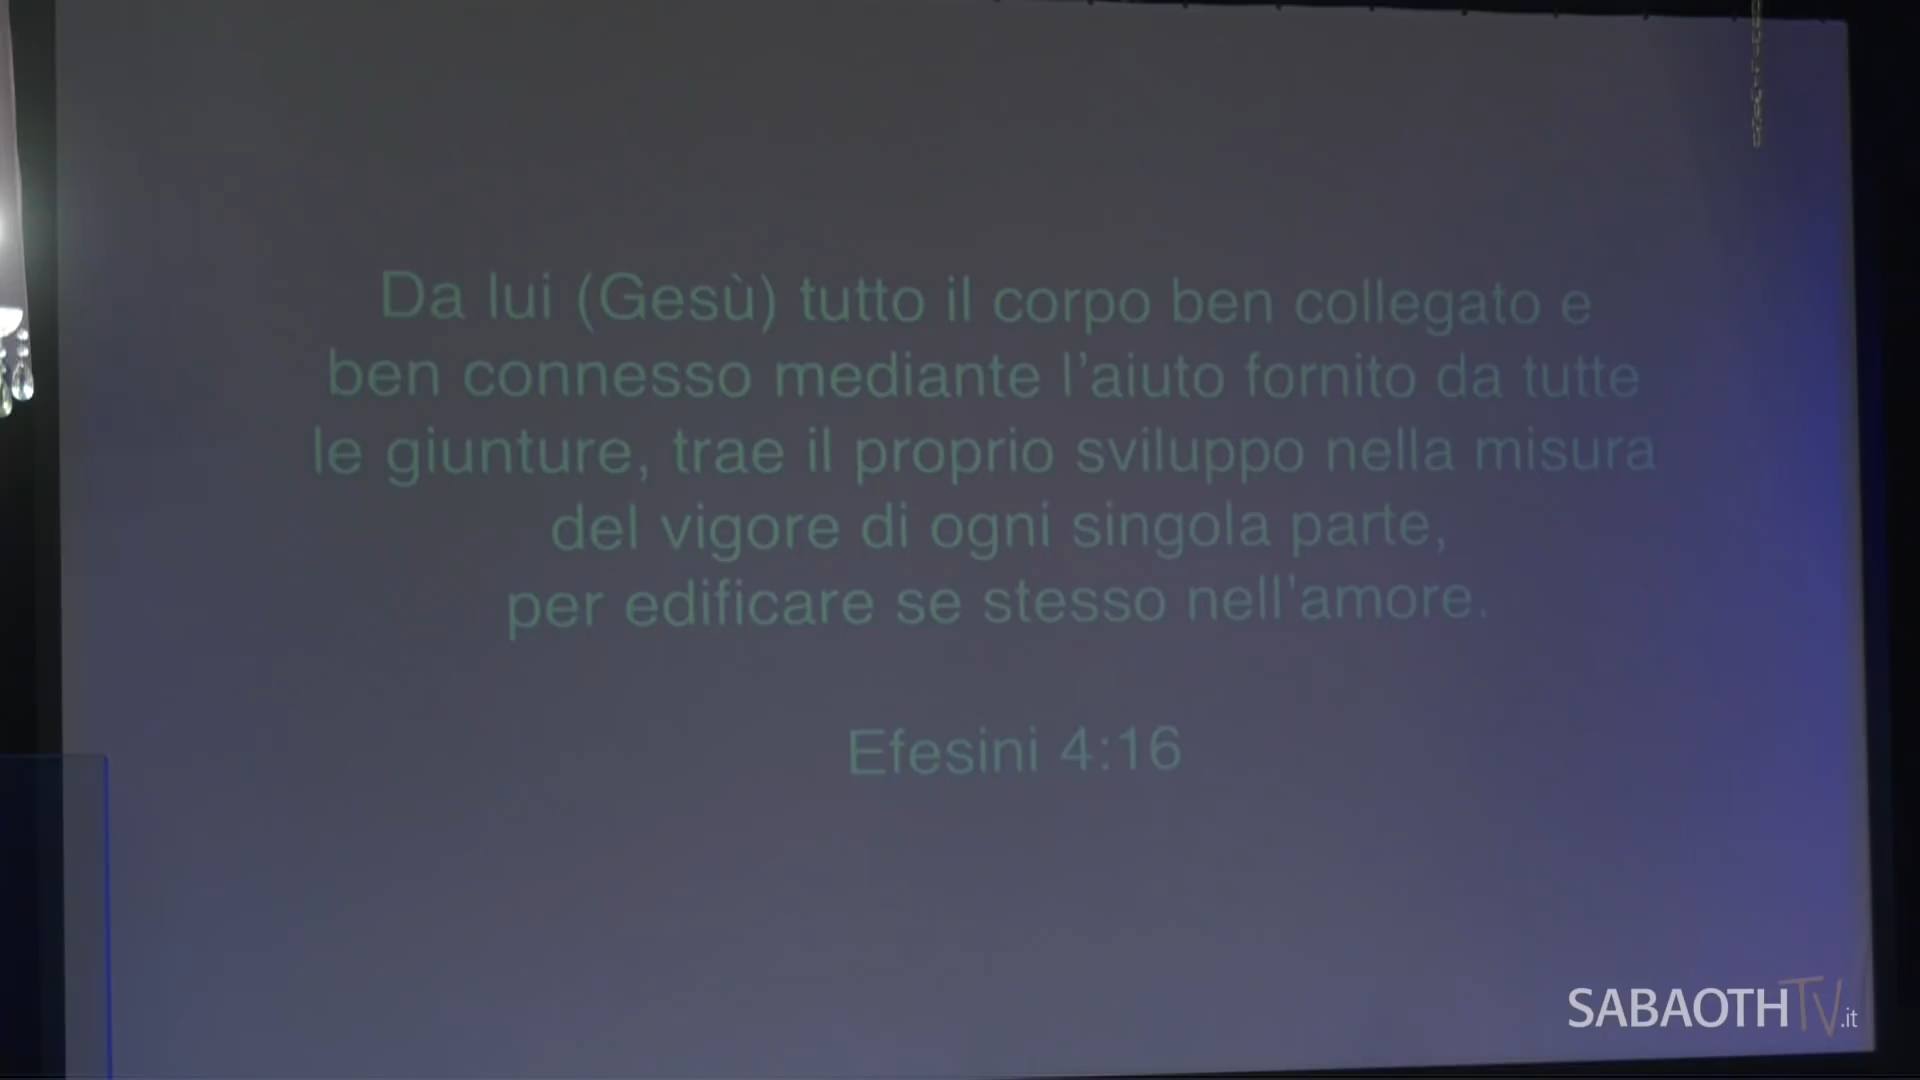 Da lui (Gesù) tutto il corpo ben collegato e
ben connesso mediante l'aiuto fornito da tutte
le giunture, trae il proprio sviluppo nella misura
del vigore di ogni singola parte,
per edificare se stesso nell'amore.
Efesini 4:16
SABAOTHTV.it